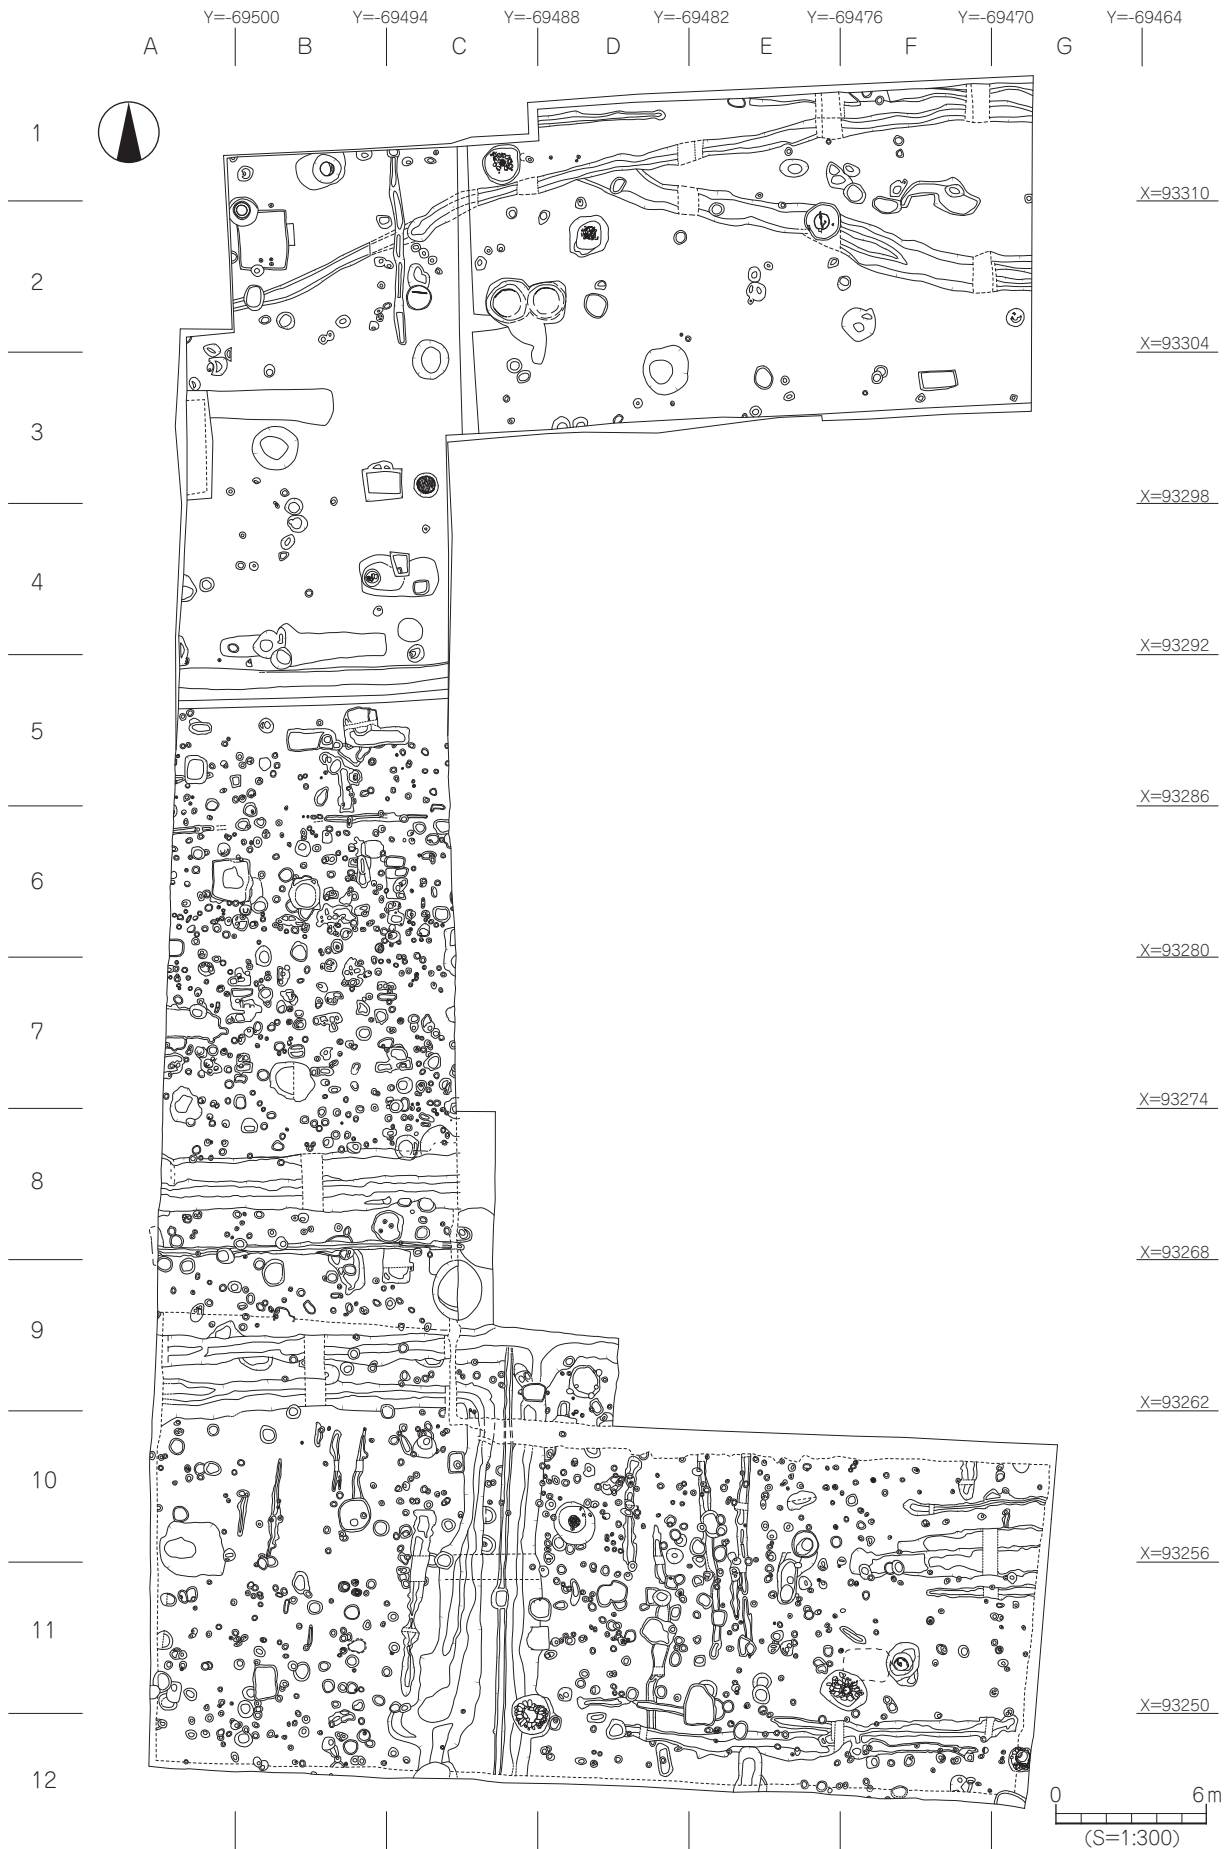 Y=-69500 Y=-69494 Y=-69488 Y=-69482 Y=-69476 Y=-69470 Y=-69464
A B C D E F G
1
X=93310
2
X=93304
3
X=93298
4
X=93292
5
X=93286
6
X=93280
7
X=93274
8
X=93268
9
X=93262
10
X=93256
11
X=93250
12
0 6m
(S=1:300)